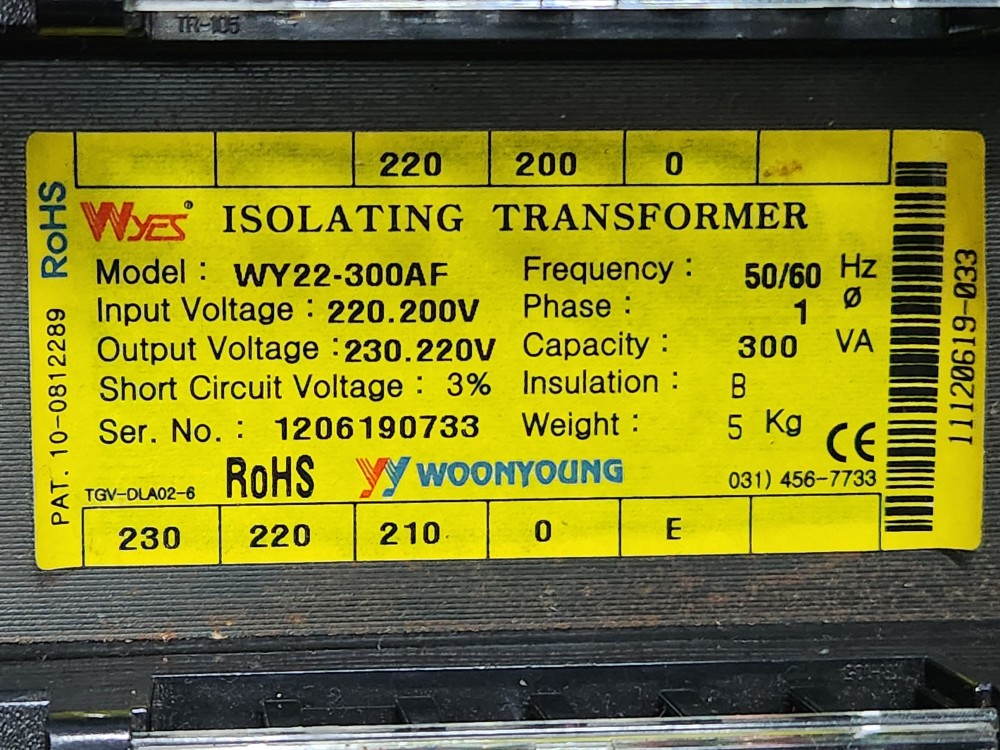 TR-105
220 200 0
WYES® ISOLATING TRANSFORMER
Model : WY22-300AF
Input Voltage : 220.200V
Output Voltage : 230.220V
Short Circuit Voltage : 3%
Ser. No. : 1206190733
Frequency : 50/60 Hz
Phase : 1 Ø
Capacity : 300 VA
Insulation : B
Weight : 5 Kg
CE
TGV-DLA02-6 RoHS WOONYOUNG 031) 456-7733
230 220 210 0 E
PAT. 10-0812289 RoHS
11120619-033